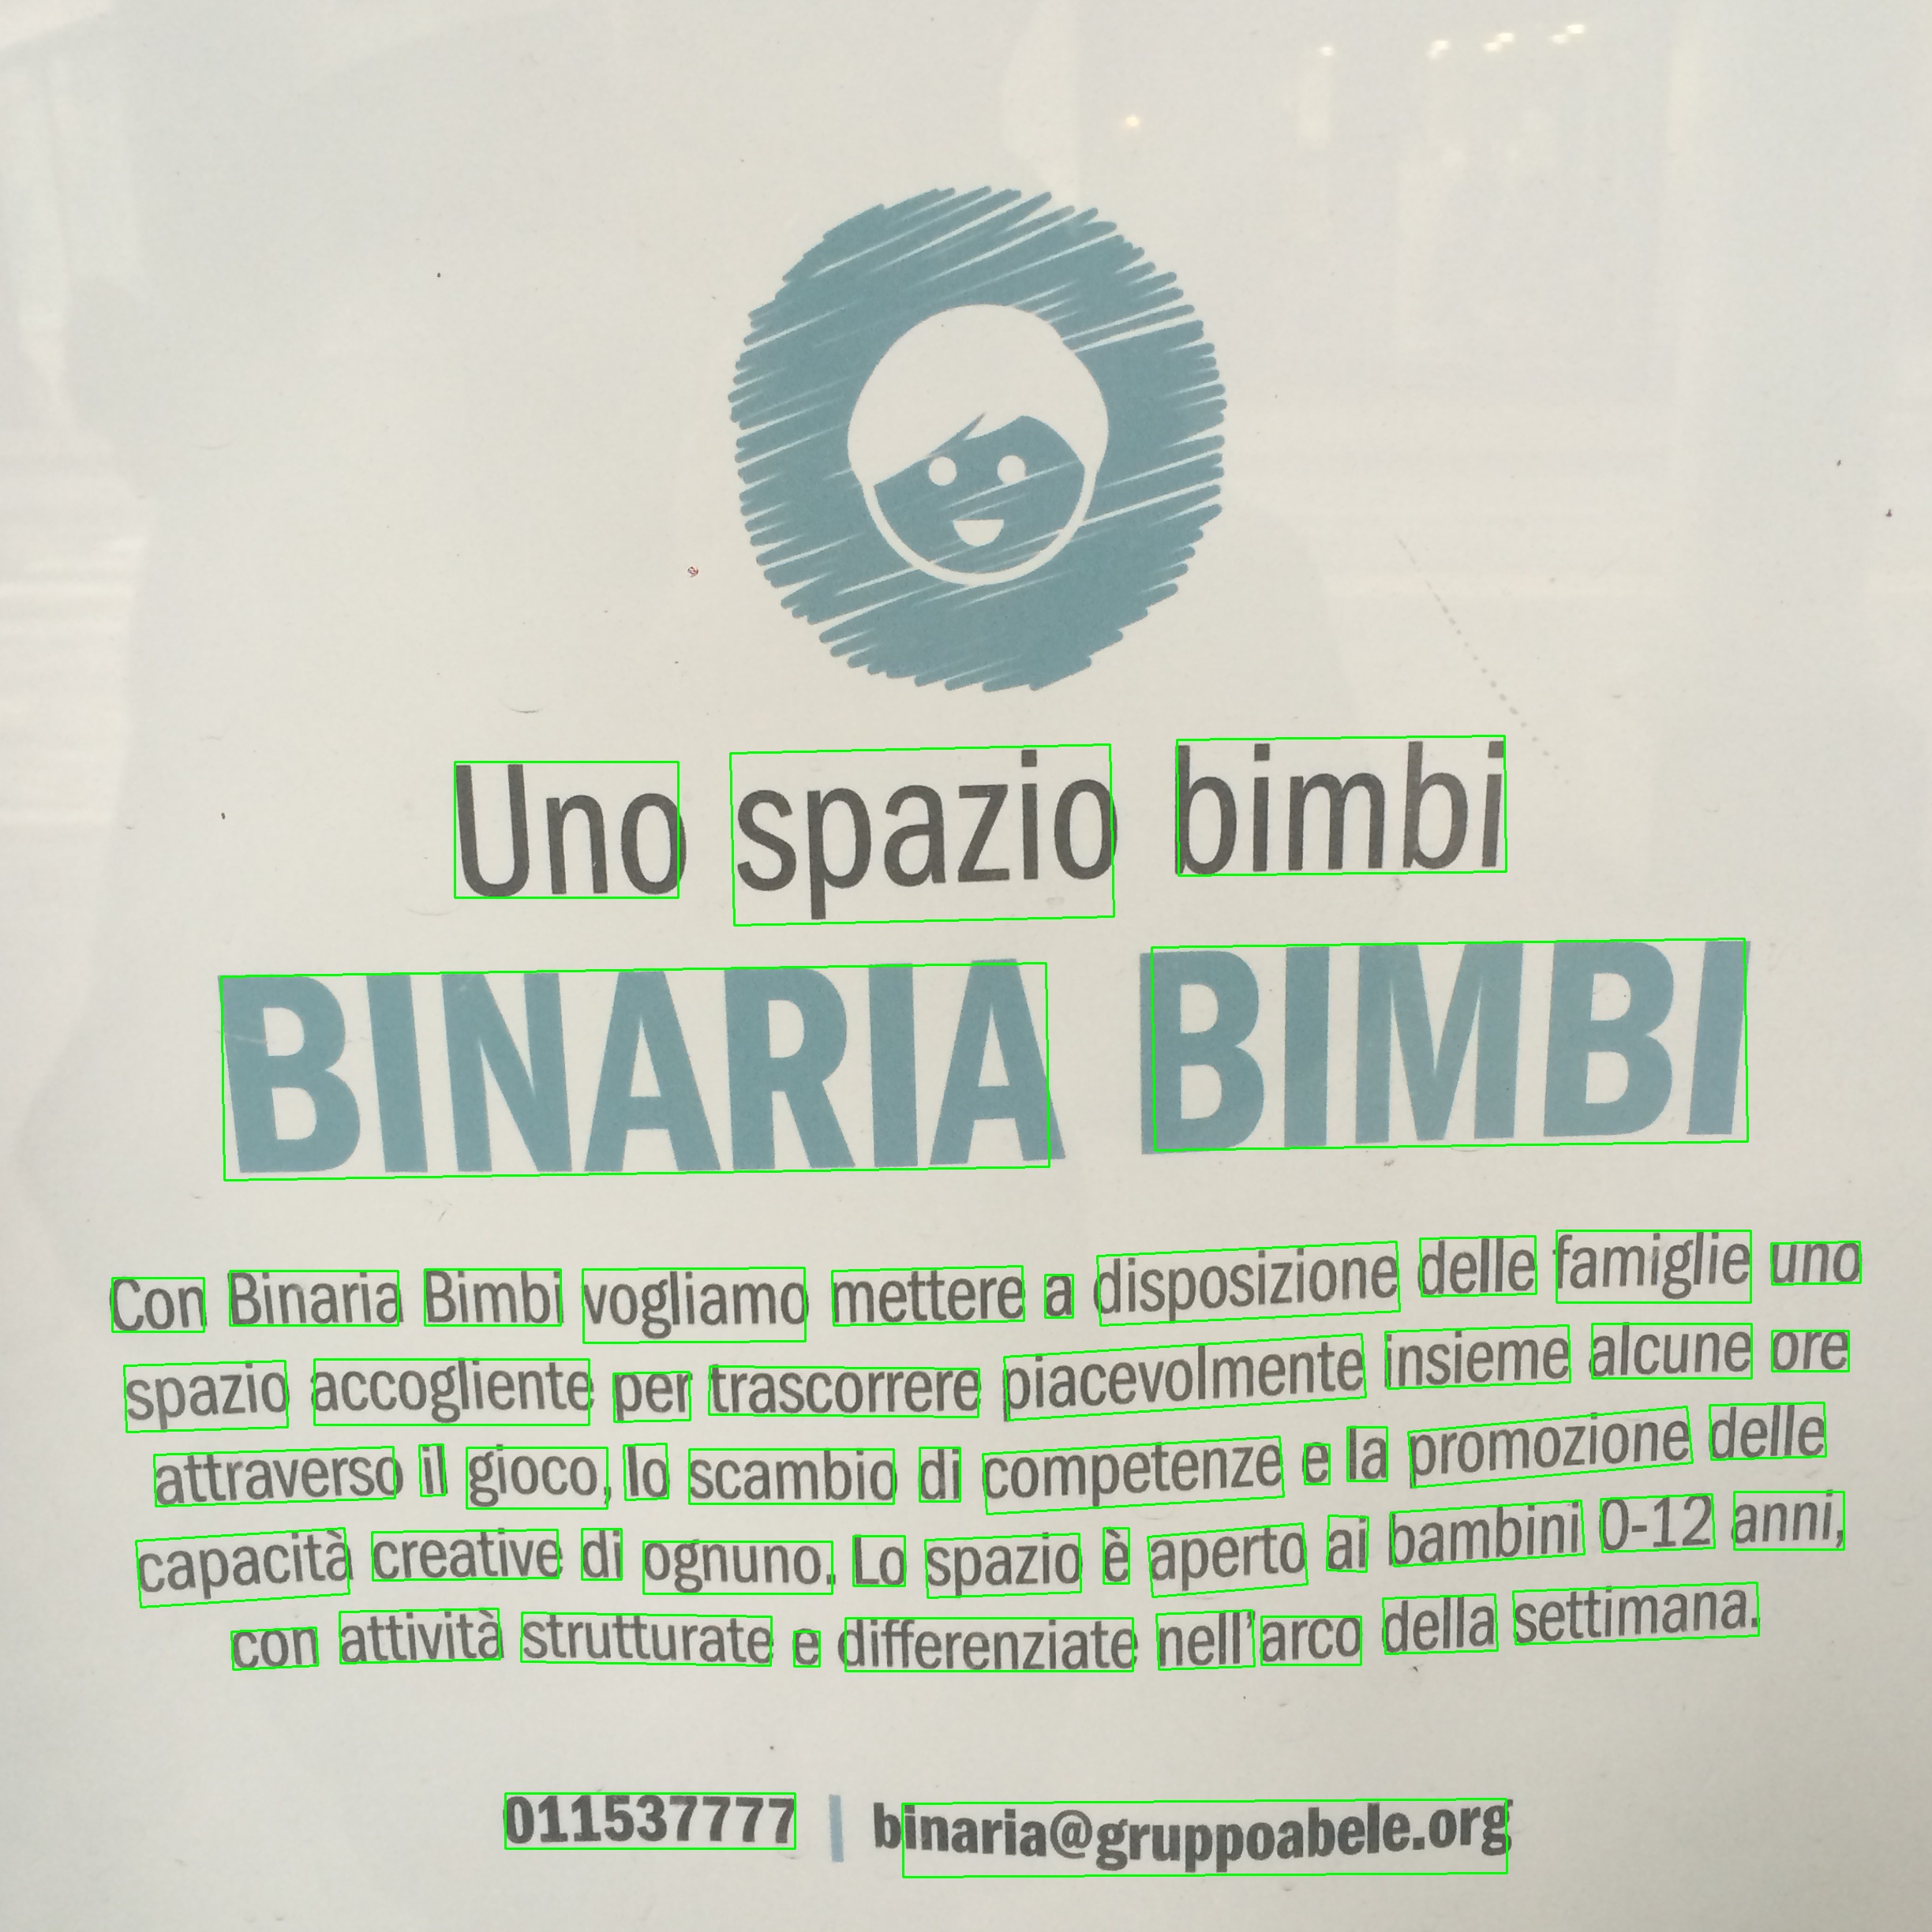 Uno spazio bimbi
BINARIA BIMBI
Con Binaria Bimbi vogliamo mettere a disposizione delle famiglie uno
spazio accogliente per trascorrere piacevolmente insieme alcune ore
attraverso il gioco, lo scambio di competenze e la promozione delle
capacità creative di ognuno. Lo spazio è aperto ai bambini 0-12 anni,
con attività strutturate e differenziate nell'arco della settimana.
011537777 | binaria@gruppoabele.org